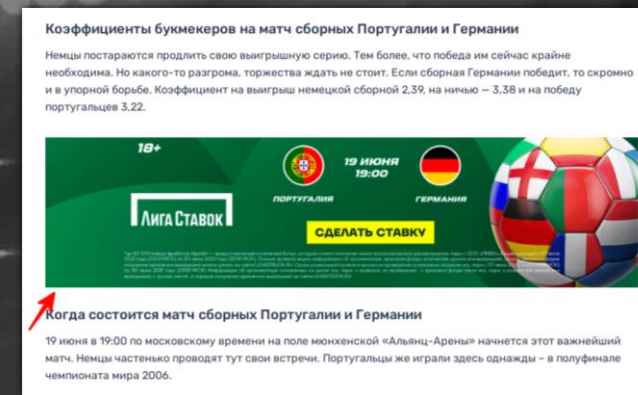 Коэффициенты букмекеров на матч сборных Португалии и Германии
Немцы постараются продлить свою выигрышную серию. Тем более, что победа им сейчас крайне
необходима. Но какого-то разгрома, торжества ждать не стоит. Если сборная Германии победит, то скромно
и в упорной борьбе. Коэффициент на выигрыш немецкой сборной 2,39, на ничью — 3,38 и на победу
португальцев 3,22.
18+
19 ИЮНЯ
19:00
ПОРТУГАЛИЯ
ГЕРМАНИЯ
ЛИГА СТАВОК
СДЕЛАТЬ СТАВКУ
Когда состоится матч сборных Португалии и Германии
19 июня в 19:00 по московскому времени на поле мюнхенской «Альянц-Арены» начнется этот важнейший
матч. Немцы частенько проводят тут свои встречи. Португальцы же играли здесь однажды – в полуфинале
чемпионата мира 2006.